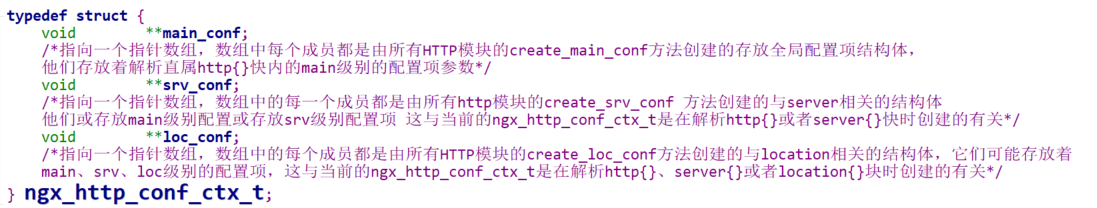 typedef struct {
void **main_conf;
/*指向一个指针数组，数组中每个成员都是由所有HTTP模块的create_main_conf方法创建的存放全局配置项结构体，
他们存放着解析直属http{}快内的main级别的配置项参数*/
void **srv_conf;
/*指向一个指针数组，数组中的每一个成员都是由所有http模块的create_srv_conf 方法创建的与server相关的结构体
他们或存放main级别配置或存放srv级别配置项 这与当前的ngx_http_conf_ctx_t是在解析http{}或者server{}快时创建的有关*/
void **loc_conf;
/*指向一个指针数组，数组中的每个成员都是由所有HTTP模块的create_loc_conf方法创建的与location相关的结构体，它们可能存放着
main、srv、loc级别的配置项，这与当前的ngx_http_conf_ctx_t是在解析http{}、server{}或者location{}块时创建的有关*/
} ngx_http_conf_ctx_t;